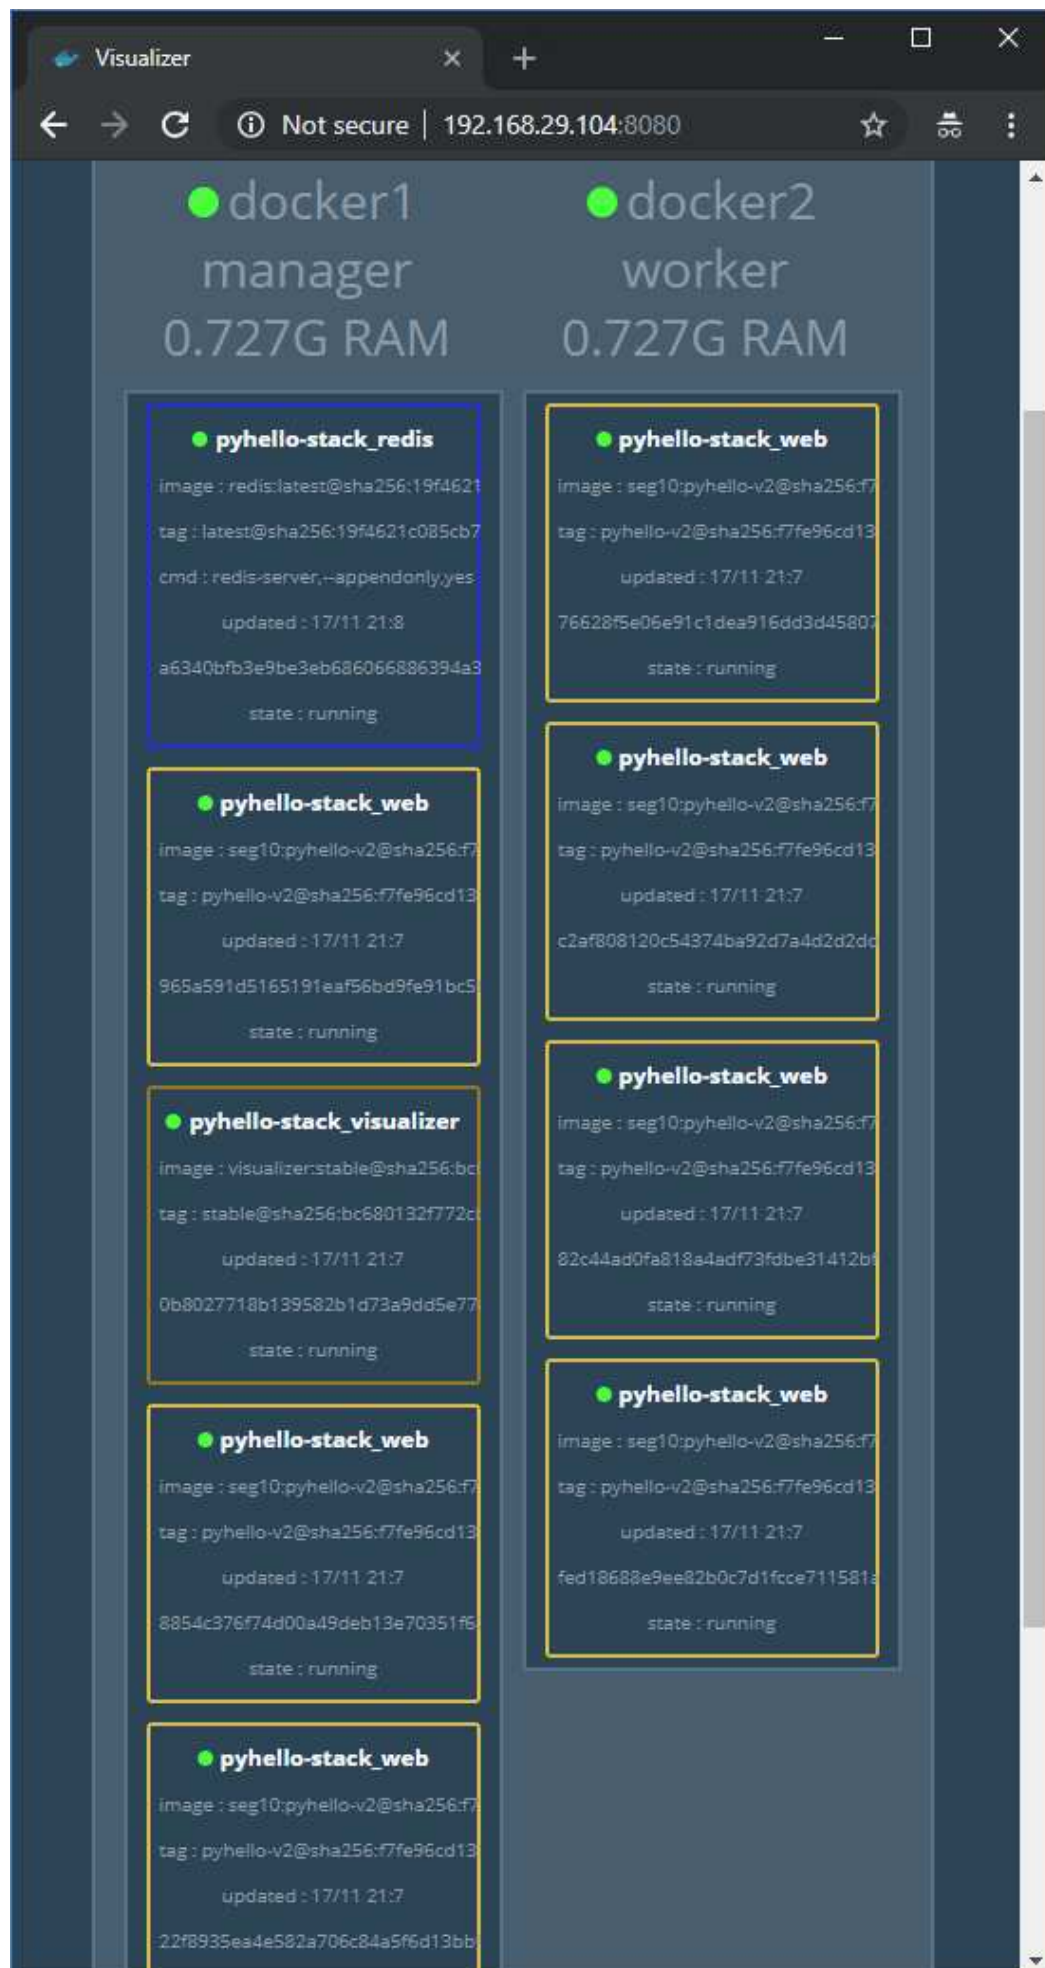 Visualizer
Not secure | 192.168.29.104:8080
docker1
manager
0.727G RAM
pyhello-stack_redis
image : redis:latest@sha256:19f4621
tag : latest@sha256:19f4621c085cb7
cmd : redis-server,--appendonly,yes
updated : 17/11 21:8
a6340bfb3e9be3eb686066886394a3
state : running
pyhello-stack_web
image : seg10:pyhello-v2@sha256:f7
tag : pyhello-v2@sha256:f7fe96cd13
updated : 17/11 21:7
965a591d5165191eaf56bd9fe91bc5
state : running
pyhello-stack_visualizer
image : visualizer:stable@sha256:bc
tag : stable@sha256:bc680132f772c
updated : 17/11 21:7
0b8027718b139582b1d73a9dd5e77
state : running
pyhello-stack_web
image : seg10:pyhello-v2@sha256:f7
tag : pyhello-v2@sha256:f7fe96cd13
updated : 17/11 21:7
8854c376f74d00a49deb13e70351f6
state : running
pyhello-stack_web
image : seg10:pyhello-v2@sha256:f7
tag : pyhello-v2@sha256:f7fe96cd13
updated : 17/11 21:7
22f8935ea4e582a706c84a5f6d13bb
docker2
worker
0.727G RAM
pyhello-stack_web
image : seg10:pyhello-v2@sha256:f7
tag : pyhello-v2@sha256:f7fe96cd13
updated : 17/11 21:7
76628f5e06e91c1dea916dd3d45807
state : running
pyhello-stack_web
image : seg10:pyhello-v2@sha256:f7
tag : pyhello-v2@sha256:f7fe96cd13
updated : 17/11 21:7
c2af808120c54374ba92d7a4d2d2dc
state : running
pyhello-stack_web
image : seg10:pyhello-v2@sha256:f7
tag : pyhello-v2@sha256:f7fe96cd13
updated : 17/11 21:7
82c44ad0fa818a4adf73fdbe31412bf
state : running
pyhello-stack_web
image : seg10:pyhello-v2@sha256:f7
tag : pyhello-v2@sha256:f7fe96cd13
updated : 17/11 21:7
fed18688e9ee82b0c7d1fcce711581a
state : running